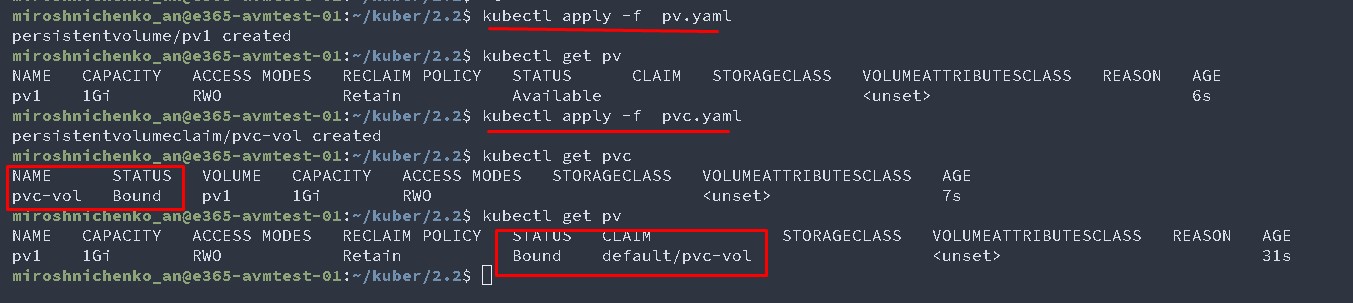 miroshnichenko_an@e365-avmtest-01:~/kuber/2.2$ kubectl apply -f  pv.yaml
persistentvolume/pv1 created
miroshnichenko_an@e365-avmtest-01:~/kuber/2.2$ kubectl get pv
NAME   CAPACITY   ACCESS MODES   RECLAIM POLICY   STATUS      CLAIM   STORAGECLASS   VOLUMEATTRIBUTESCLASS   REASON   AGE
pv1    1Gi        RWO            Retain           Available                          <unset>                          6s
miroshnichenko_an@e365-avmtest-01:~/kuber/2.2$ kubectl apply -f  pvc.yaml
persistentvolumeclaim/pvc-vol created
miroshnichenko_an@e365-avmtest-01:~/kuber/2.2$ kubectl get pvc
NAME      STATUS   VOLUME   CAPACITY   ACCESS MODES   STORAGECLASS   VOLUMEATTRIBUTESCLASS   AGE
pvc-vol   Bound    pv1      1Gi        RWO                           <unset>                 7s
miroshnichenko_an@e365-avmtest-01:~/kuber/2.2$ kubectl get pv
NAME   CAPACITY   ACCESS MODES   RECLAIM POLICY   STATUS   CLAIM             STORAGECLASS   VOLUMEATTRIBUTESCLASS   REASON   AGE
pv1    1Gi        RWO            Retain           Bound    default/pvc-vol                  <unset>                          31s
miroshnichenko_an@e365-avmtest-01:~/kuber/2.2$